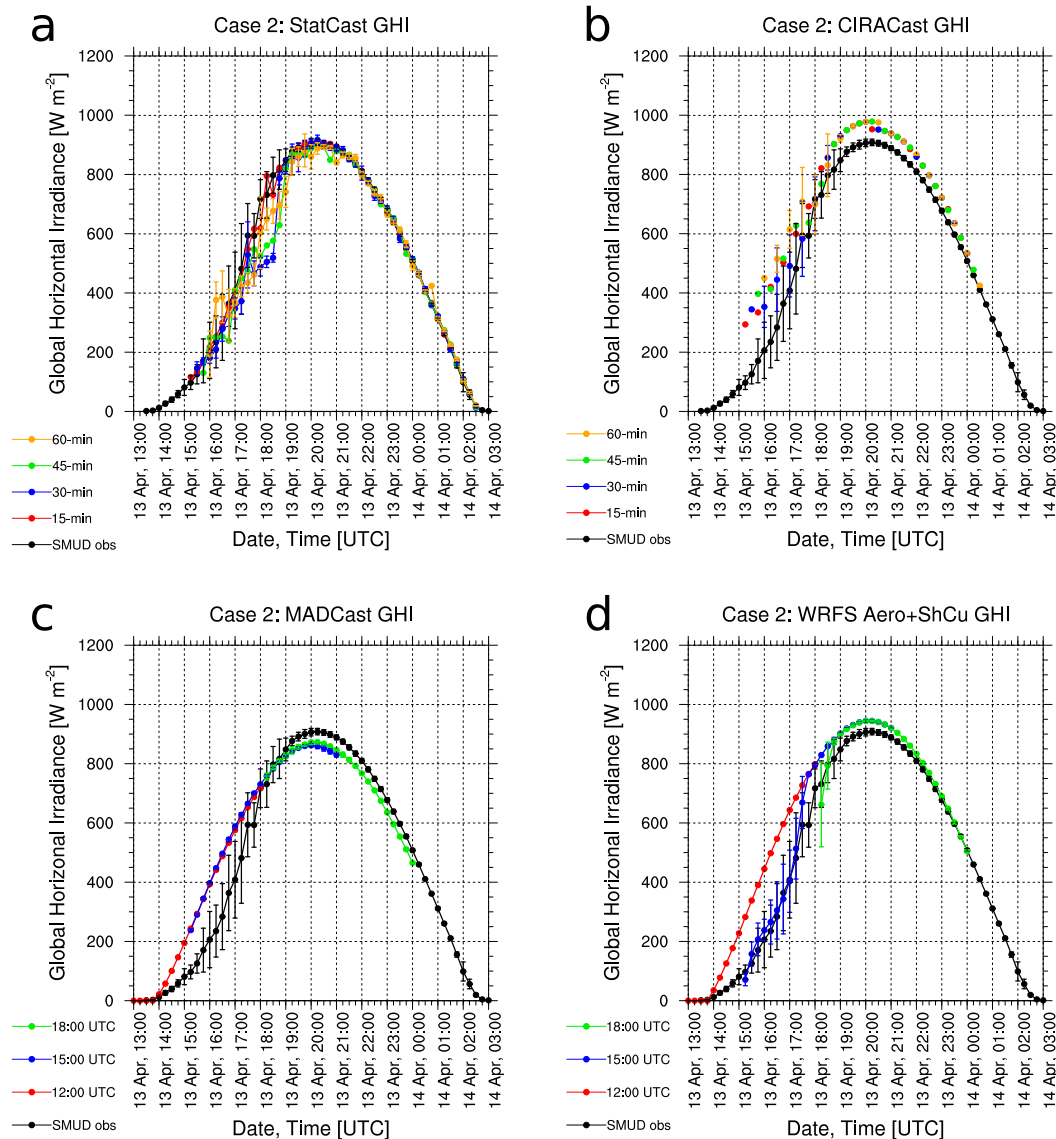 a
Case 2: StatCast GHI
Global Horizontal Irradiance [W m-2]
1200
1000
800
600
400
200
0
13 Apr, 13:00
13 Apr, 14:00
13 Apr, 15:00
13 Apr, 16:00
13 Apr, 17:00
13 Apr, 18:00
13 Apr, 19:00
13 Apr, 20:00
13 Apr, 21:00
13 Apr, 22:00
13 Apr, 23:00
14 Apr, 00:00
14 Apr, 01:00
14 Apr, 02:00
14 Apr, 03:00
60-min
45-min
30-min
15-min
SMUD obs
Date, Time [UTC]
b
Case 2: CIRACast GHI
Global Horizontal Irradiance [W m-2]
1200
1000
800
600
400
200
0
13 Apr, 13:00
13 Apr, 14:00
13 Apr, 15:00
13 Apr, 16:00
13 Apr, 17:00
13 Apr, 18:00
13 Apr, 19:00
13 Apr, 20:00
13 Apr, 21:00
13 Apr, 22:00
13 Apr, 23:00
14 Apr, 00:00
14 Apr, 01:00
14 Apr, 02:00
14 Apr, 03:00
60-min
45-min
30-min
15-min
SMUD obs
Date, Time [UTC]
c
Case 2: MADCast GHI
Global Horizonal Irradiance [W m-2]
1200
1000
800
600
400
200
0
13 Apr, 13:00
13 Apr, 14:00
13 Apr, 15:00
13 Apr, 16:00
13 Apr, 17:00
13 Apr, 18:00
13 Apr, 19:00
13 Apr, 20:00
13 Apr, 21:00
13 Apr, 22:00
13 Apr, 23:00
14 Apr, 00:00
14 Apr, 01:00
14 Apr, 02:00
14 Apr, 03:00
18:00 UTC
15:00 UTC
12:00 UTC
SMUD obs
Date, Time [UTC]
d
Case 2: WRFS Aero+ShCu GHI
Global Horizonal Irradiance [W m-2]
1200
1000
800
600
400
200
0
13 Apr, 13:00
13 Apr, 14:00
13 Apr, 15:00
13 Apr, 16:00
13 Apr, 17:00
13 Apr, 18:00
13 Apr, 19:00
13 Apr, 20:00
13 Apr, 21:00
13 Apr, 22:00
13 Apr, 23:00
14 Apr, 00:00
14 Apr, 01:00
14 Apr, 02:00
14 Apr, 03:00
18:00 UTC
15:00 UTC
12:00 UTC
SMUD obs
Date, Time [UTC]